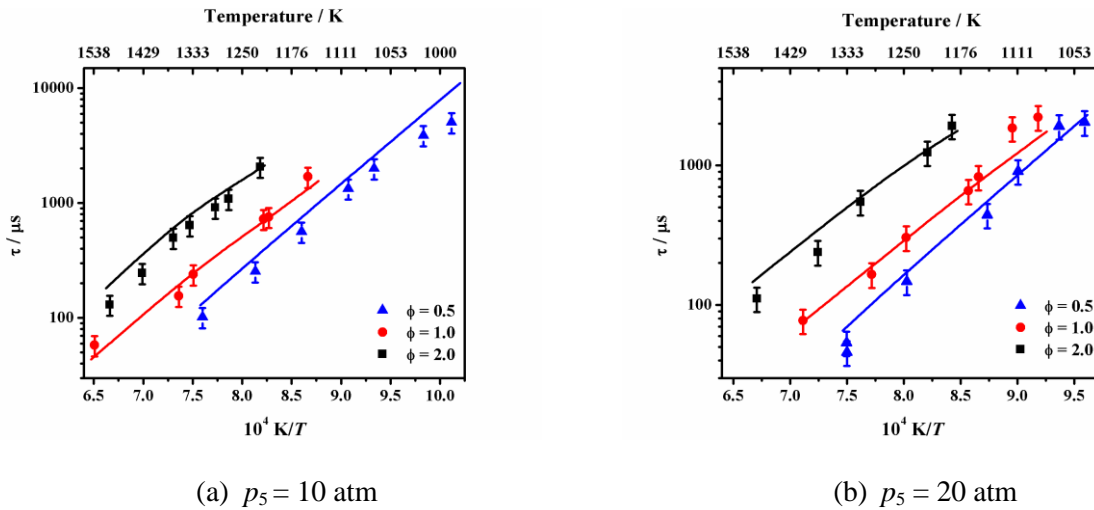 Temperature / K
1538 1429 1333 1250 1176 1111 1053 1000
10000
1000
100
τ / μs
ϕ = 0.5
ϕ = 1.0
ϕ = 2.0
6.5 7.0 7.5 8.0 8.5 9.0 9.5 10.0
10⁴ K/T
(a) p₅ = 10 atm
Temperature / K
1538 1429 1333 1250 1176 1111 1053
1000
100
τ / μs
ϕ = 0.5
ϕ = 1.0
ϕ = 2.0
6.5 7.0 7.5 8.0 8.5 9.0 9.5
10⁴ K/T
(b) p₅ = 20 atm